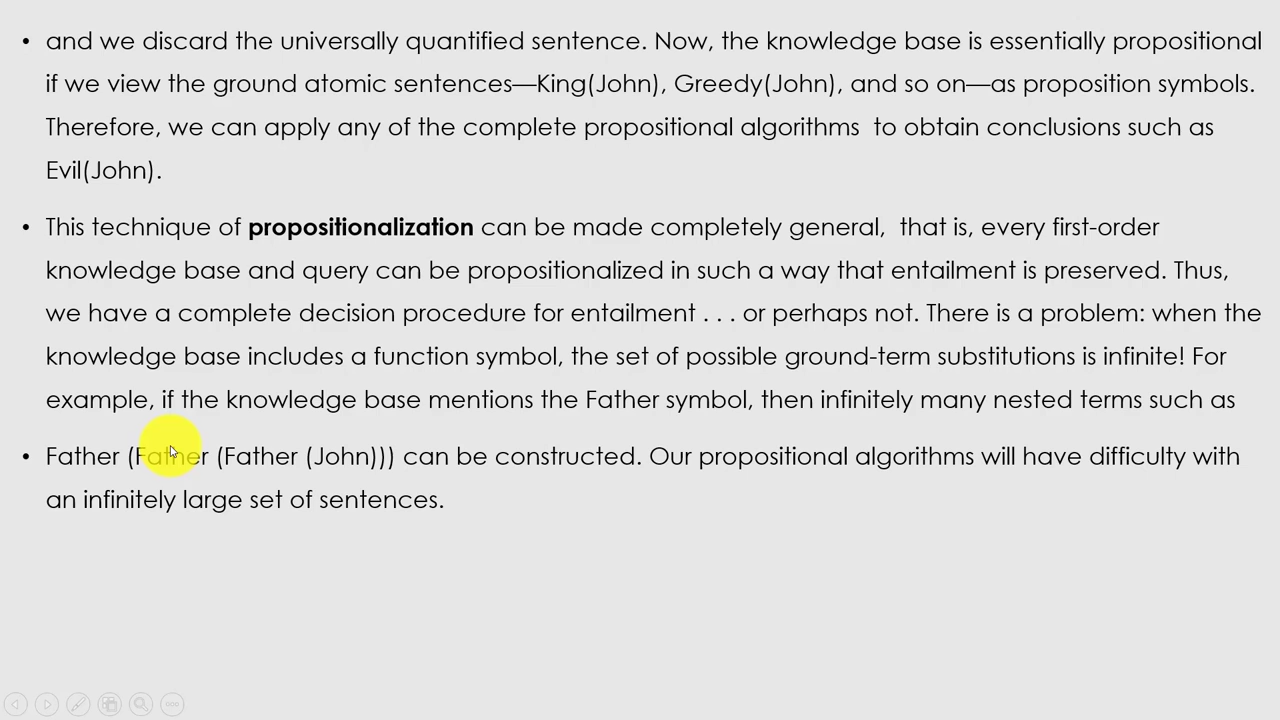 • and we discard the universally quantified sentence. Now, the knowledge base is essentially propositional
if we view the ground atomic sentences—King(John), Greedy(John), and so on—as proposition symbols.
Therefore, we can apply any of the complete propositional algorithms  to obtain conclusions such as
Evil(John).
• This technique of propositionalization can be made completely general,  that is, every first-order
knowledge base and query can be propositionalized in such a way that entailment is preserved. Thus,
we have a complete decision procedure for entailment . . . or perhaps not. There is a problem: when the
knowledge base includes a function symbol, the set of possible ground-term substitutions is infinite! For
example, if the knowledge base mentions the Father symbol, then infinitely many nested terms such as
• Father (Father (Father (John))) can be constructed. Our propositional algorithms will have difficulty with
an infinitely large set of sentences.